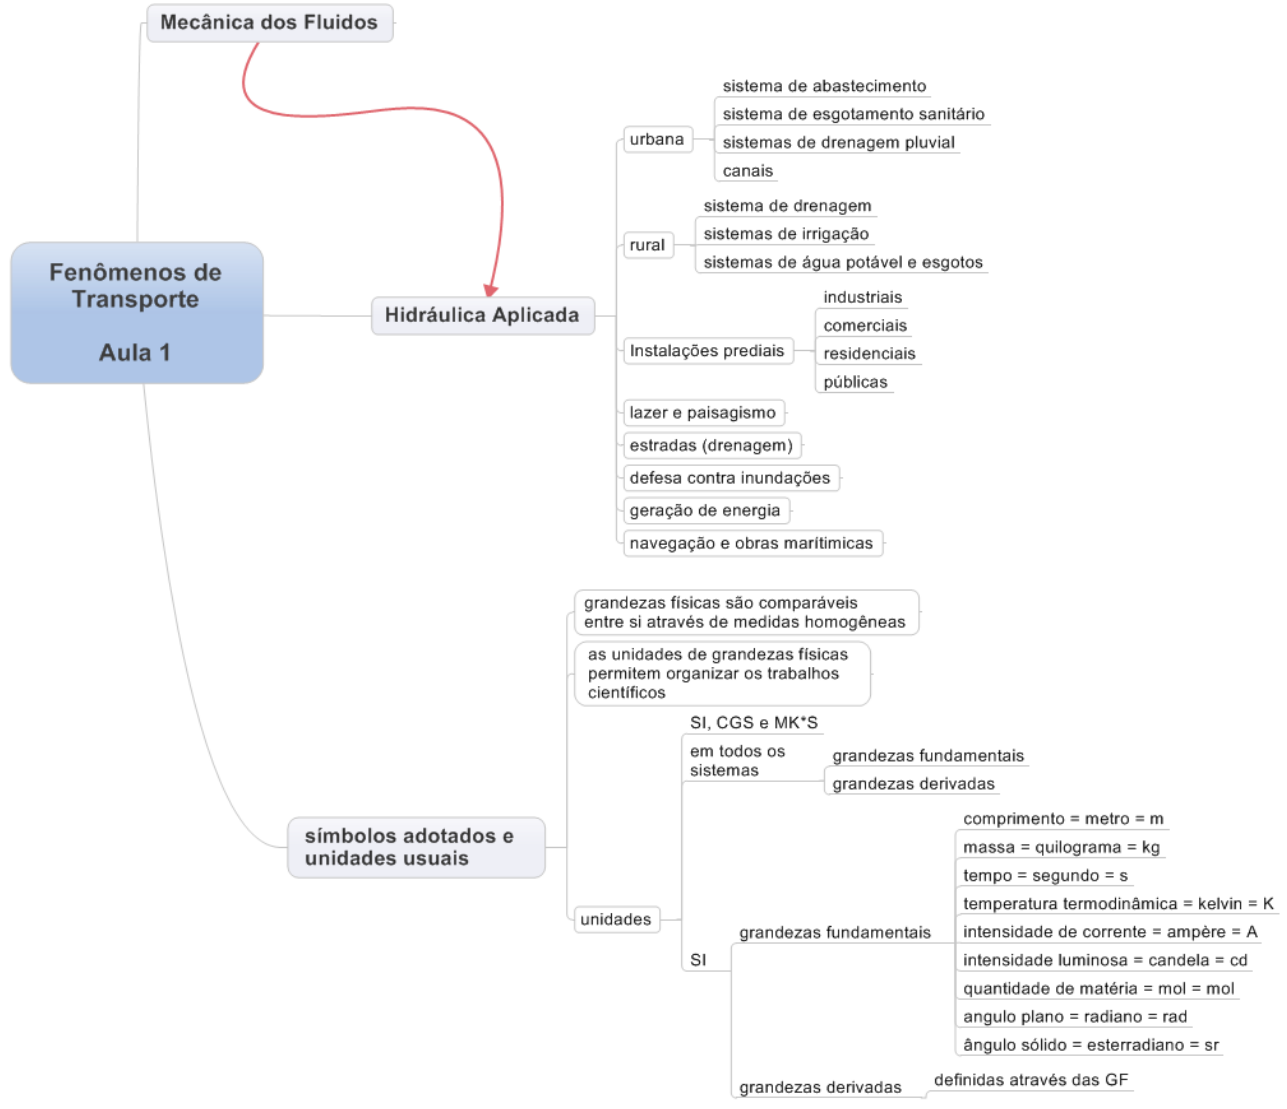 Mecânica dos Fluidos
Fenômenos de
Transporte
Aula 1
Hidráulica Aplicada
urbana
sistema de abastecimento
sistema de esgotamento sanitário
sistemas de drenagem pluvial
canais
rural
sistema de drenagem
sistemas de irrigação
sistemas de água potável e esgotos
Instalações prediais
industriais
comerciais
residenciais
públicas
lazer e paisagismo
estradas (drenagem)
defesa contra inundações
geração de energia
navegação e obras marítimicas
símbolos adotados e
unidades usuais
grandezas físicas são comparáveis
entre si através de medidas homogêneas
as unidades de grandezas físicas
permitem organizar os trabalhos
científicos
unidades
SI, CGS e MK*S
em todos os
sistemas
grandezas fundamentais
grandezas derivadas
SI
grandezas fundamentais
comprimento = metro = m
massa = quilograma = kg
tempo = segundo = s
temperatura termodinâmica = kelvin = K
intensidade de corrente = ampère = A
intensidade luminosa = candela = cd
quantidade de matéria = mol = mol
angulo plano = radiano = rad
ângulo sólido = esterradiano = sr
grandezas derivadas
definidas através das GF